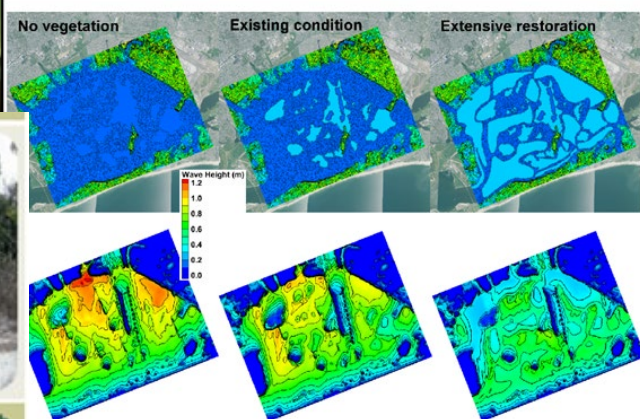 No vegetation
Existing condition
Extensive restoration
Wave Height (m)
1.2
1.0
0.8
0.6
0.4
0.2
0.0